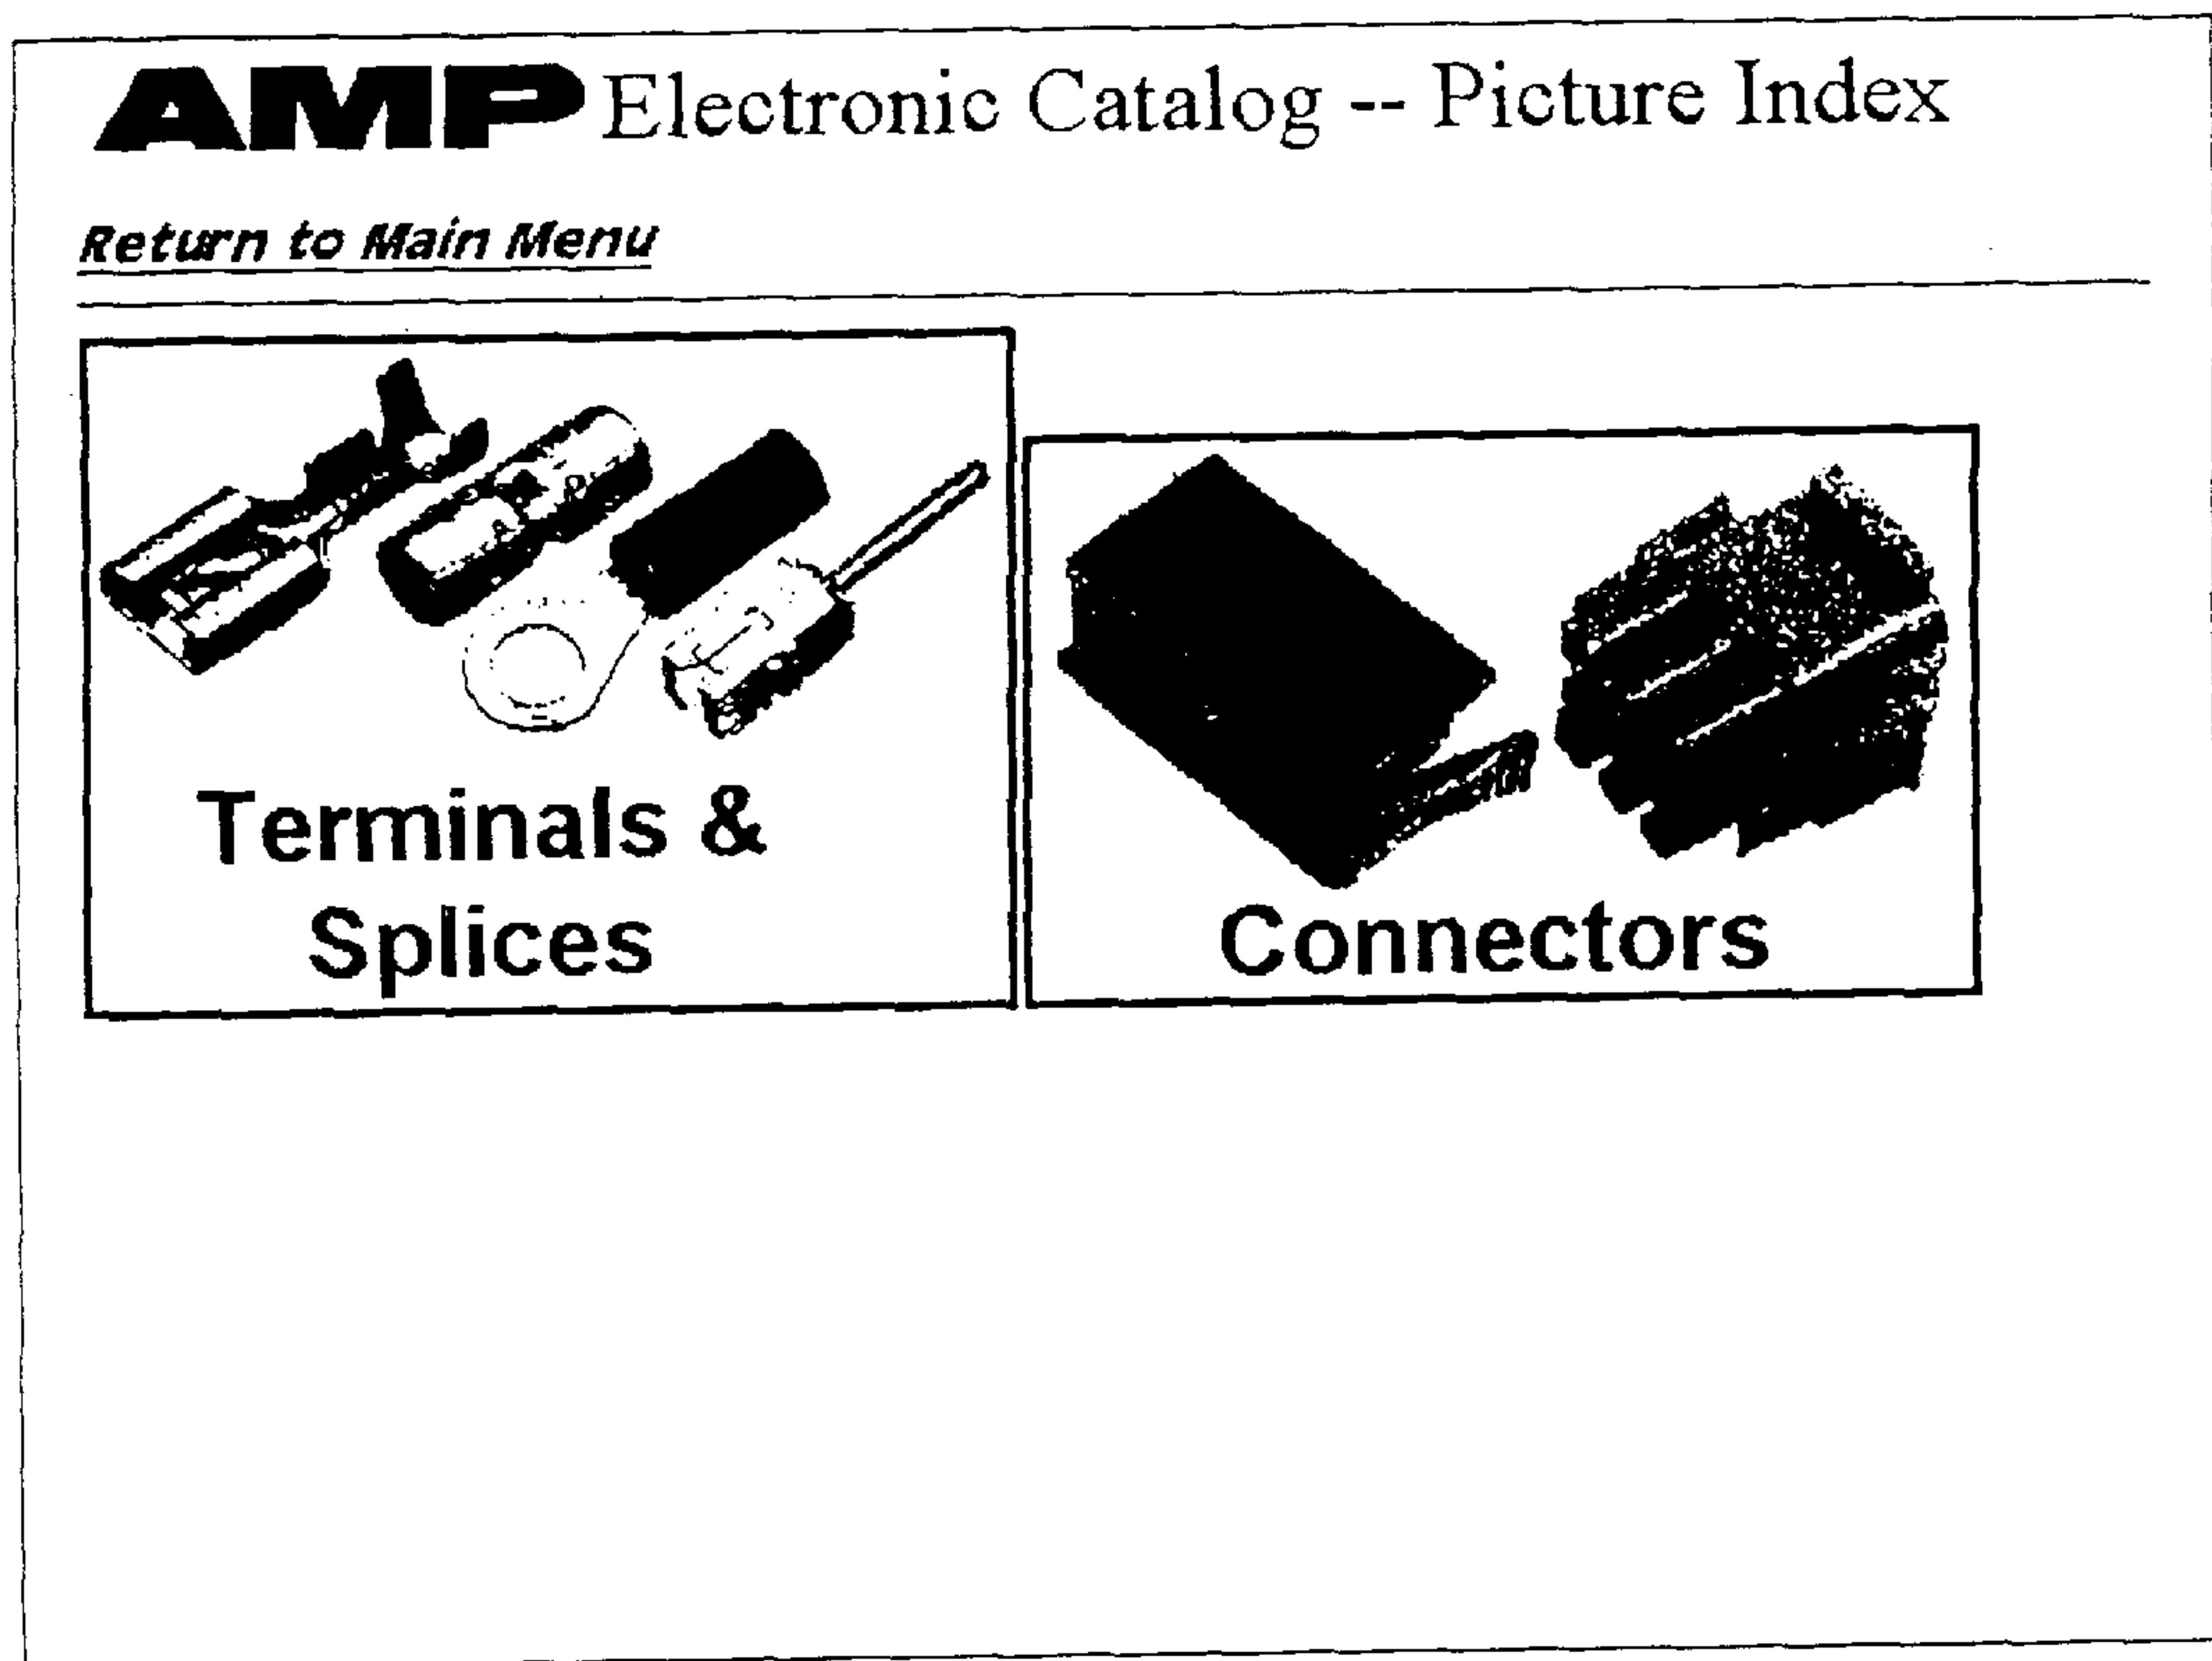 AMP Electronic Catalog -- Picture Index
Return to Main Menu
Terminals &
Splices
Connectors